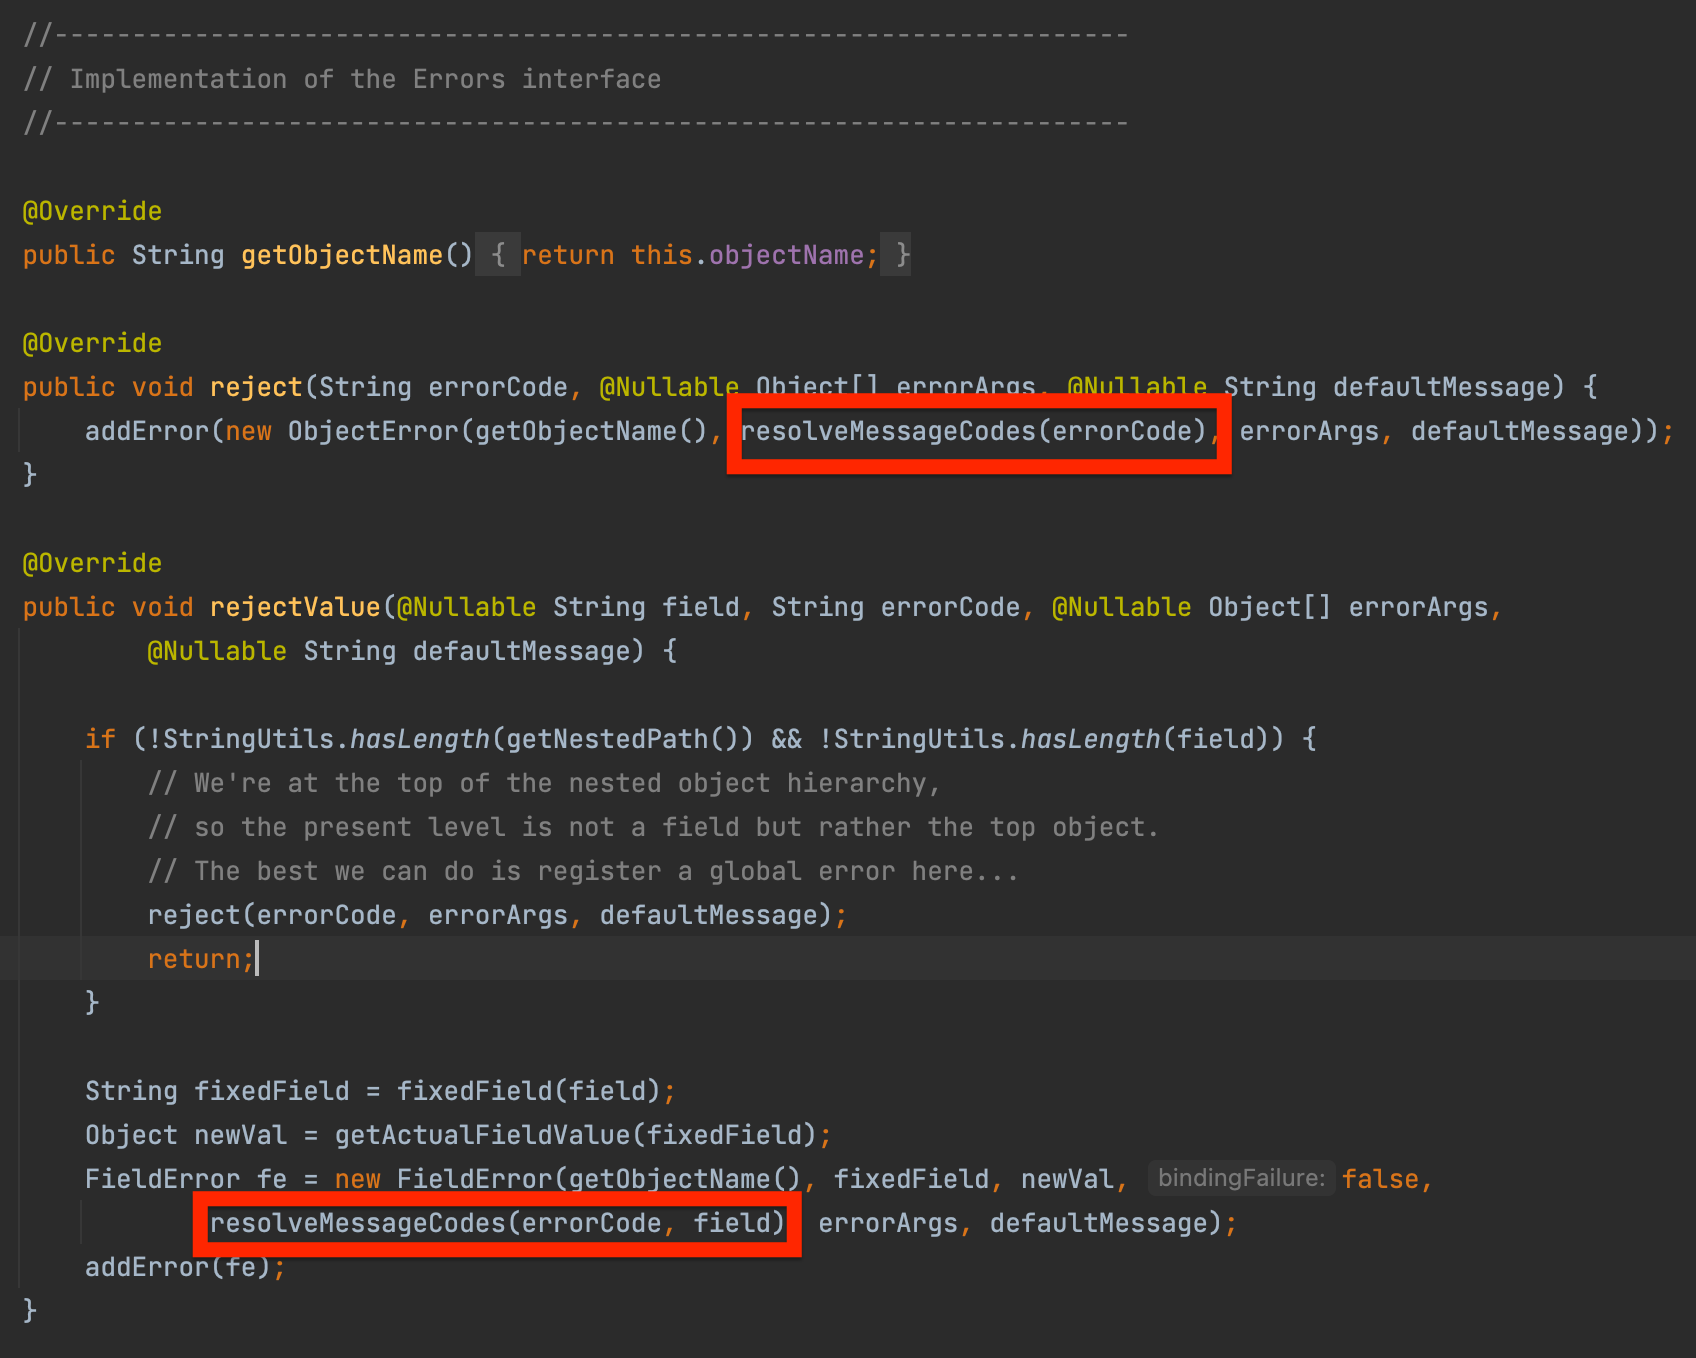 //---------------------------------------------------------------------
// Implementation of the Errors interface
//---------------------------------------------------------------------
@Override
public String getObjectName() { return this.objectName; }
@Override
public void reject(String errorCode, @Nullable Object[] errorArgs, @Nullable String defaultMessage) {
addError(new ObjectError(getObjectName(), resolveMessageCodes(errorCode), errorArgs, defaultMessage));
}
@Override
public void rejectValue(@Nullable String field, String errorCode, @Nullable Object[] errorArgs,
@Nullable String defaultMessage) {
if (!StringUtils.hasLength(getNestedPath()) && !StringUtils.hasLength(field)) {
// We're at the top of the nested object hierarchy,
// so the present level is not a field but rather the top object.
// The best we can do is register a global error here...
reject(errorCode, errorArgs, defaultMessage);
return;
}
String fixedField = fixedField(field);
Object newVal = getActualFieldValue(fixedField);
FieldError fe = new FieldError(getObjectName(), fixedField, newVal, bindingFailure: false,
resolveMessageCodes(errorCode, field) errorArgs, defaultMessage);
addError(fe);
}